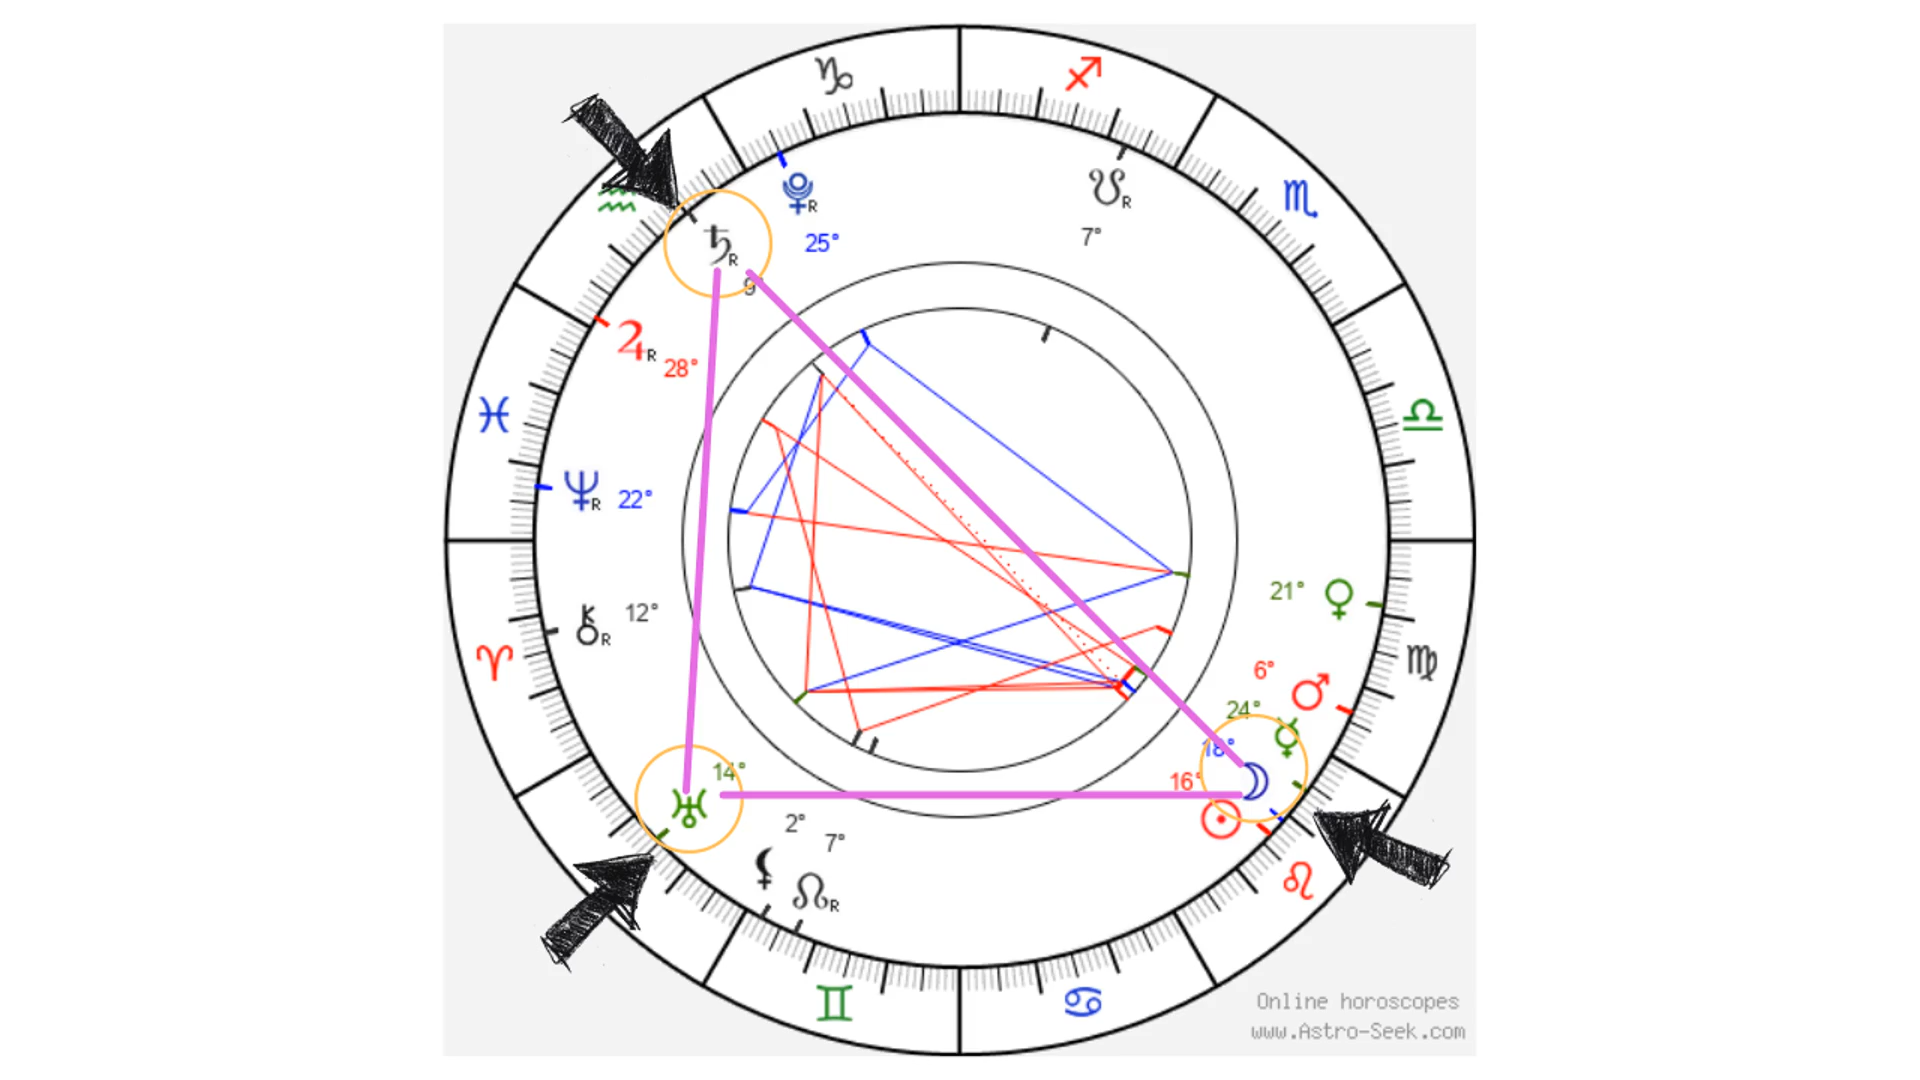 ♑ ♐
♒ ♏
♇R
25°
☋R
7°
♄R
9°
♃R
28°
♓ ♎
♆R 22°
21° ♀
⚷R 12°
♈ ♍
6° ♂
24° ☿
18° ☽
16° ☉
14°
♅
2° 7°
⚸ ☊R
♌
♊ ♋
Online horoscopes
www.Astro-Seek.com